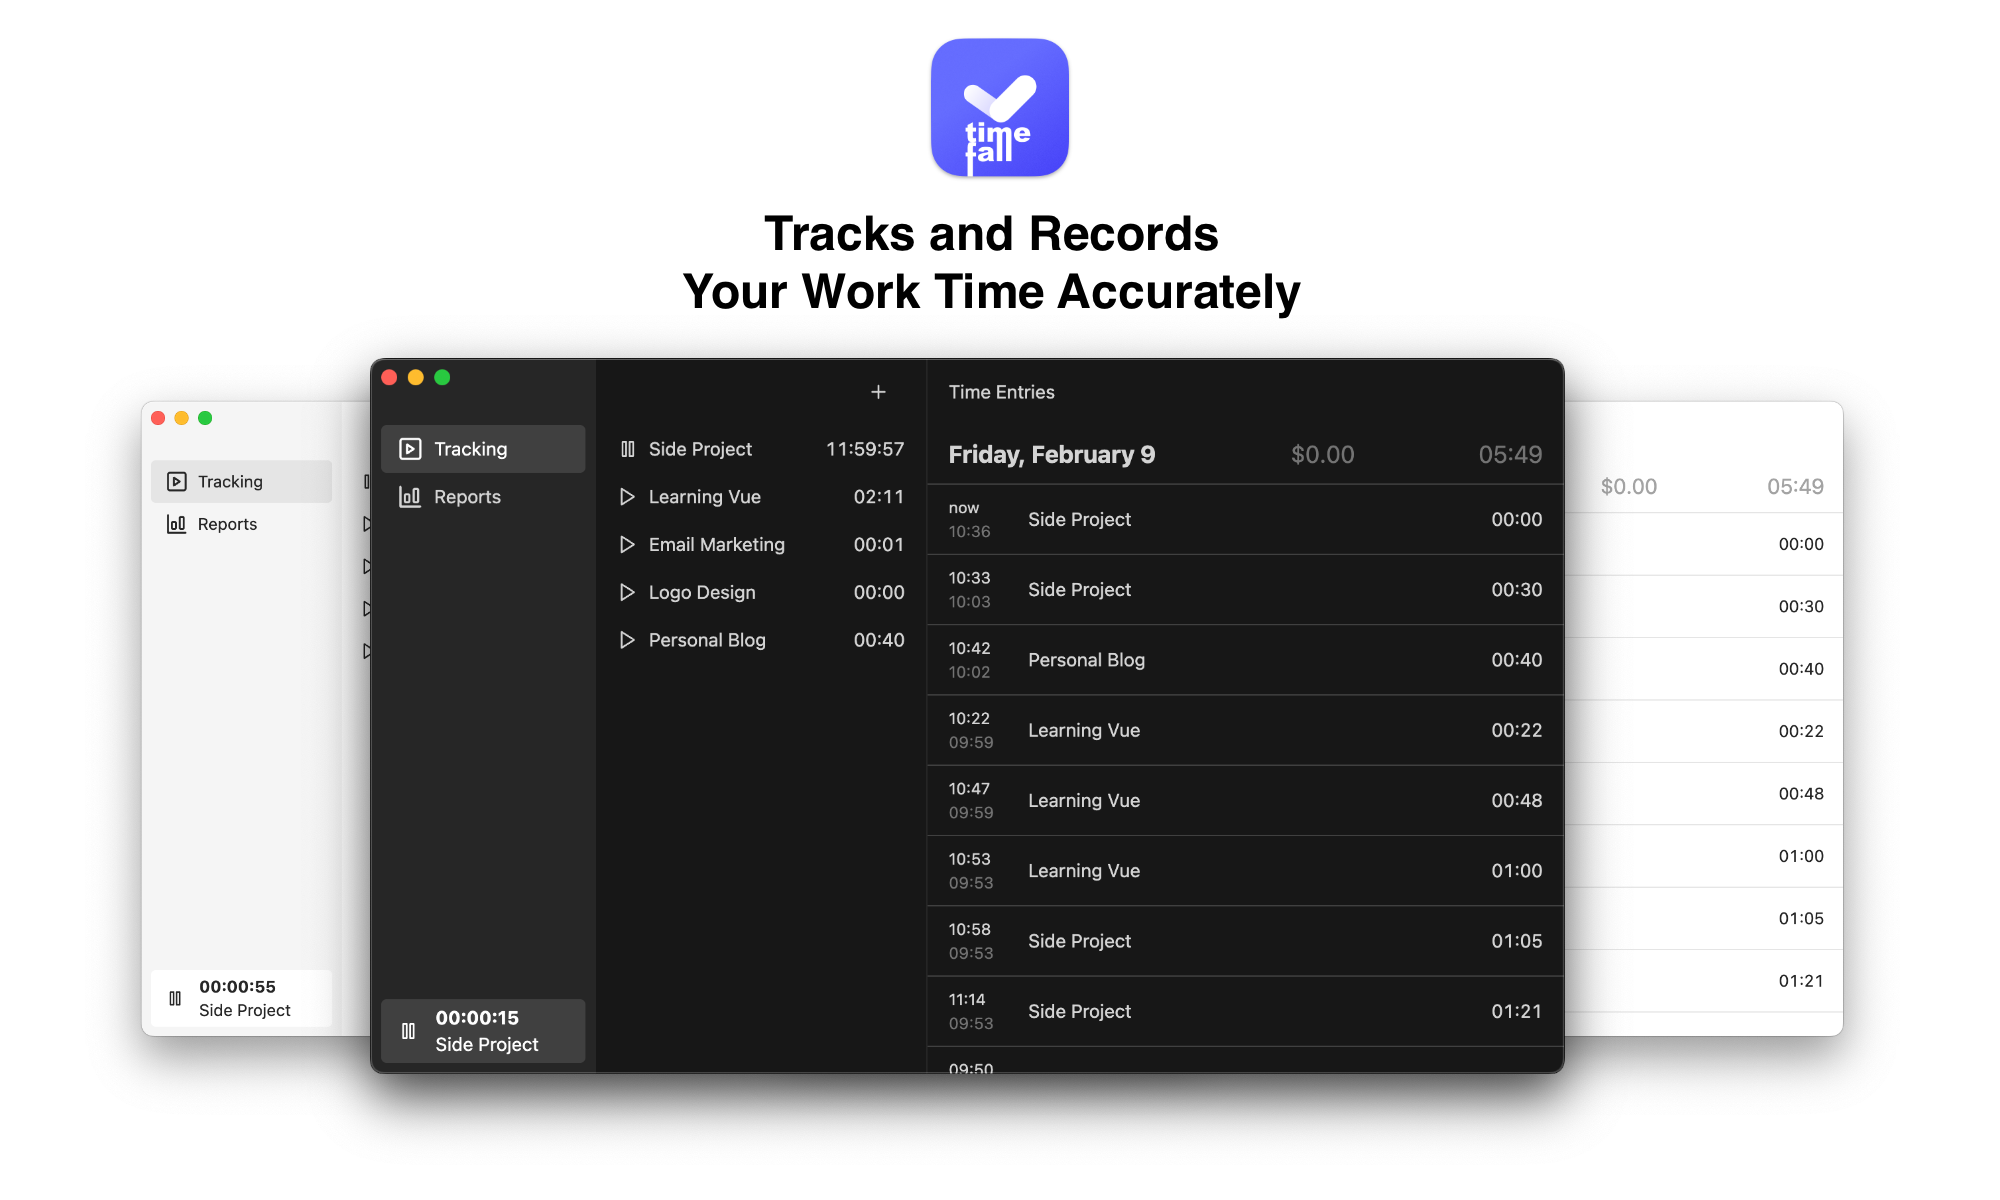 time
fall
Tracks and Records
Your Work Time Accurately
Tracking
Reports
00:00:55
Side Project
Tracking
Reports
00:00:15
Side Project
Side Project 11:59:57
Learning Vue 02:11
Email Marketing 00:01
Logo Design 00:00
Personal Blog 00:40
Time Entries
Friday, February 9 $0.00 05:49
now
10:36
Side Project 00:00
10:33
10:03
Side Project 00:30
10:42
10:02
Personal Blog 00:40
10:22
09:59
Learning Vue 00:22
10:47
09:59
Learning Vue 00:48
10:53
09:53
Learning Vue 01:00
10:58
09:53
Side Project 01:05
11:14
09:53
Side Project 01:21
09:50
$0.00 05:49
00:00
00:30
00:40
00:22
00:48
01:00
01:05
01:21